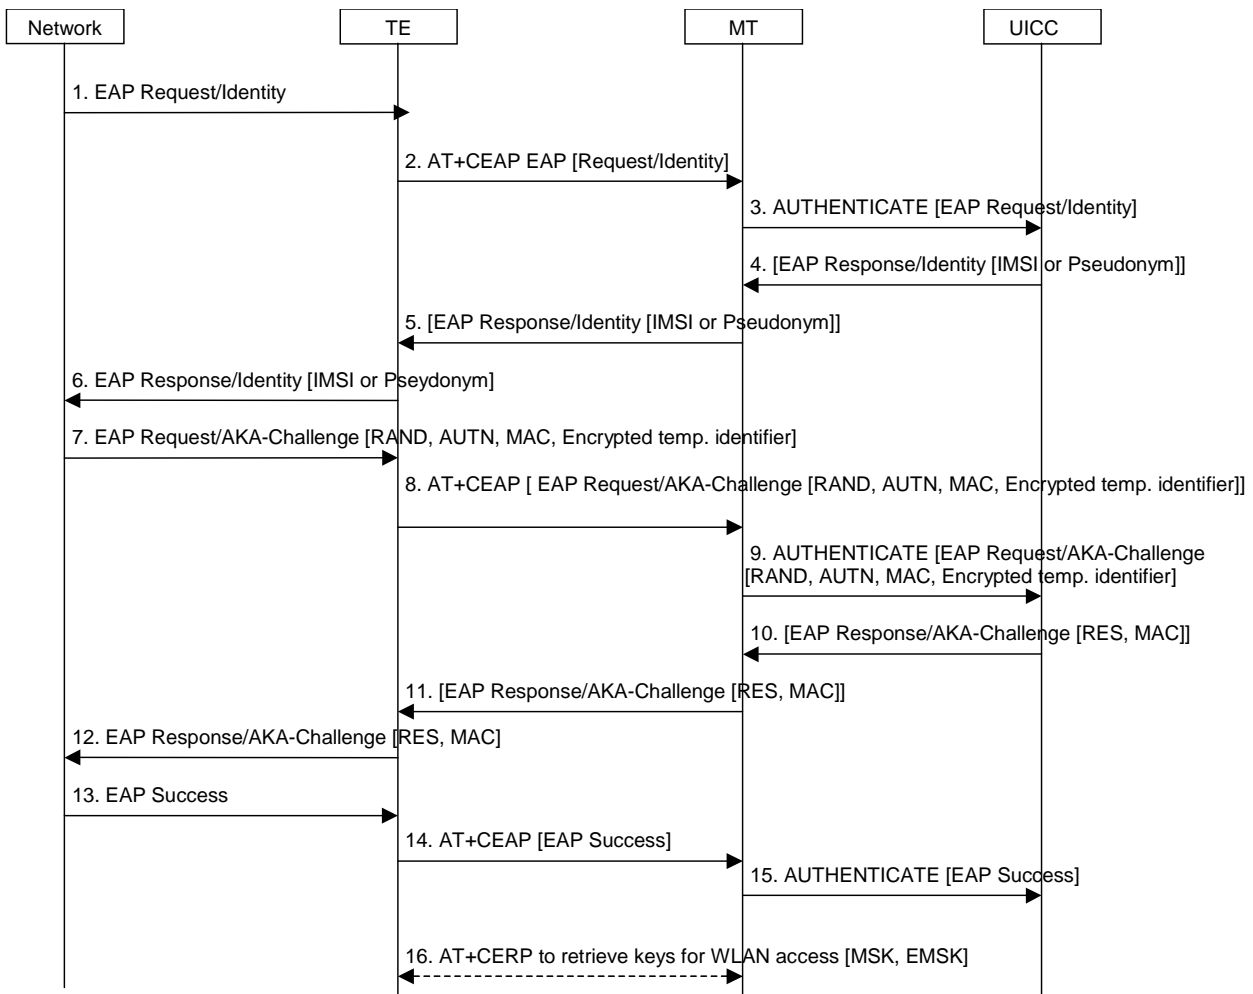 Network
TE
MT
UICC
1. EAP Request/Identity
2. AT+CEAP EAP [Request/Identity]
3. AUTHENTICATE [EAP Request/Identity]
4. [EAP Response/Identity [IMSI or Pseudonym]]
5. [EAP Response/Identity [IMSI or Pseudonym]]
6. EAP Response/Identity [IMSI or Pseydonym]
7. EAP Request/AKA-Challenge [RAND, AUTN, MAC, Encrypted temp. identifier]
8. AT+CEAP [ EAP Request/AKA-Challenge [RAND, AUTN, MAC, Encrypted temp. identifier]]
9. AUTHENTICATE [EAP Request/AKA-Challenge
[RAND, AUTN, MAC, Encrypted temp. identifier]
10. [EAP Response/AKA-Challenge [RES, MAC]]
11. [EAP Response/AKA-Challenge [RES, MAC]]
12. EAP Response/AKA-Challenge [RES, MAC]
13. EAP Success
14. AT+CEAP [EAP Success]
15. AUTHENTICATE [EAP Success]
16. AT+CERP to retrieve keys for WLAN access [MSK, EMSK]